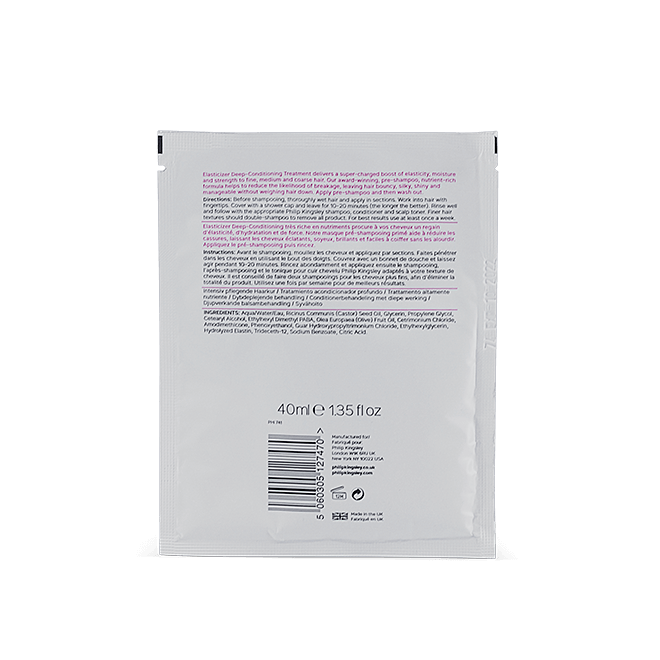 Elasticizer Deep-Conditioning Treatment delivers a super-charged boost of elasticity, moisture
and strength to fine, medium and coarse hair. Our award-winning, pre-shampoo, nutrient-rich
formula helps to reduce the likelihood of breakage, leaving hair bouncy, silky, shiny and
manageable without weighing hair down. Apply pre-shampoo and then wash out.
Directions: Before shampooing, thoroughly wet hair and apply in sections. Work into hair with
fingertips. Cover with a shower cap and leave for 10-20 minutes (the longer the better). Rinse well
and follow with the appropriate Philip Kingsley shampoo, conditioner and scalp toner. Finer hair
textures should double-shampoo to remove all product. For best results use at least once a week.
Elasticizer Deep-Conditioning très riche en nutriments procure à vos cheveux un regain
d'élasticité, d'hydratation et de force. Notre masque pré-shampooing primé aide à réduire les
cassures, laissant les cheveux éclatants, soyeux, brillants et faciles à coiffer sans les alourdir.
Appliquez le pré-shampooing puis rincez.
Instructions: Avant le shampooing, mouillez les cheveux et appliquez par sections. Faites pénétrer
dans les cheveux en utilisant le bout des doigts. Couvrez avec un bonnet de douche et laissez
agir pendant 10-20 minutes. Rincez abondamment et appliquez ensuite le shampooing,
l'après-shampooing et le tonique pour cuir chevelu Philip Kingsley adaptés à votre texture de
cheveux. Il est conseillé de faire deux shampooings pour les cheveux plus fins, afin d'éliminer la
totalité du produit. Utilisez une fois par semaine pour de meilleurs résultats.
Intensiv pflegende Haarkur / Tratamiento acondicionador profundo / Trattamento altamente
nutriente / Dybdeplejende behandling / Conditionerbehandeling met diepe werking /
Djupverkande balsambehandling / Syvähoito
INGREDIENTS: Aqua/Water/Eau, Ricinus Communis (Castor) Seed Oil, Glycerin, Propylene Glycol,
Cetearyl Alcohol, Ethylhexyl Dimethyl PABA, Olea Europaea (Olive) Fruit Oil, Cetrimonium Chloride,
Amodimethicone, Phenoxyethanol, Guar Hydroxypropyltrimonium Chloride, Ethylhexylglycerin,
Hydrolyzed Elastin, Trideceth-12, Sodium Benzoate, Citric Acid.
40ml e 1.35 fl oz
Manufactured for/
Fabriqué pour:
Philip Kingsley
London W1K 6RU UK
New York NY 10022 USA
philipkingsley.co.uk
philipkingsley.com
12M
Made in the UK
Fabriqué en UK
5 060305 127470 >